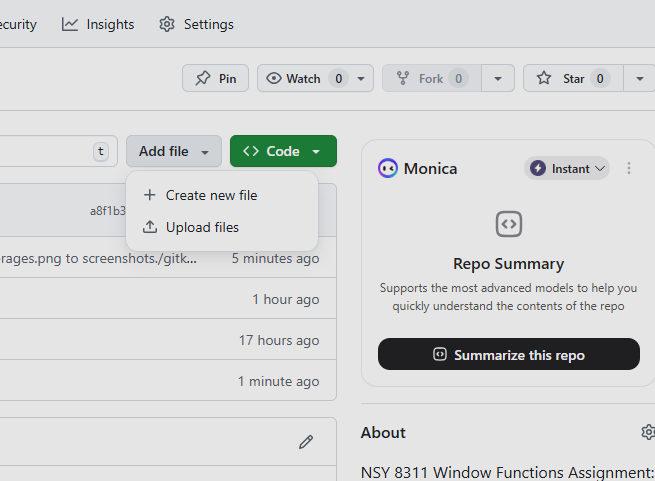 ecurity Insights Settings
Pin Watch 0 Fork 0 Star 0
t Add file Code
Create new file
Upload files
a8f1b3
rages.png to screenshots./gitk... 5 minutes ago
1 hour ago
17 hours ago
1 minute ago
Monica Instant
Repo Summary
Supports the most advanced models to help you
quickly understand the contents of the repo
Summarize this repo
About
NSY 8311 Window Functions Assignment: